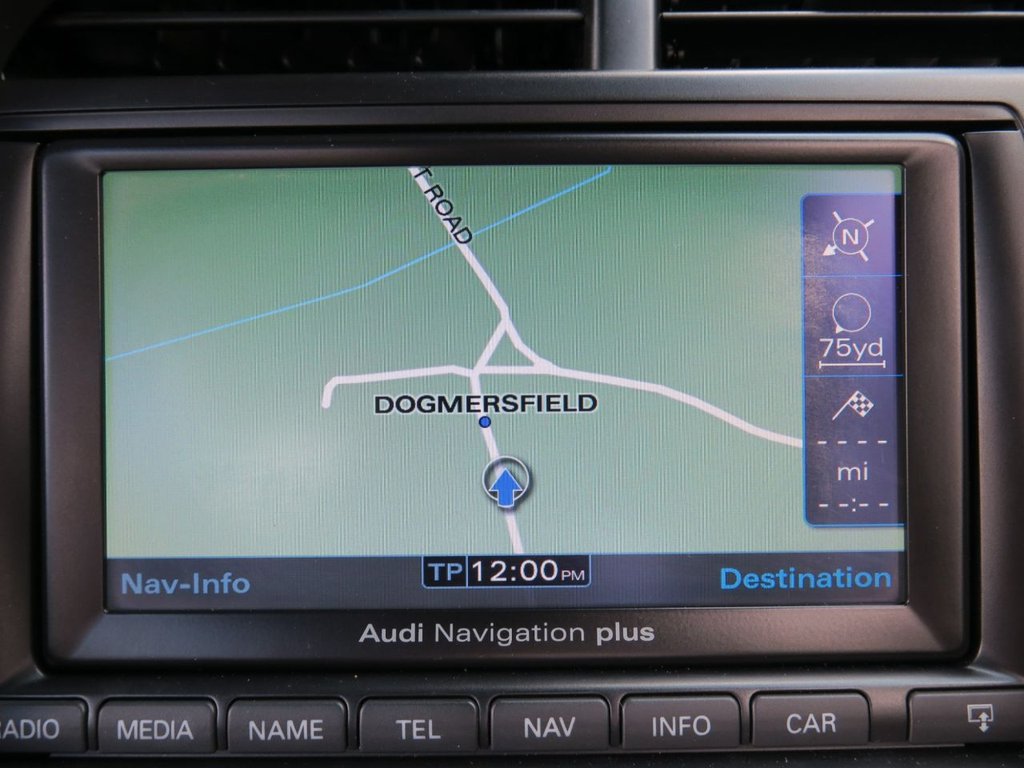 T ROAD
N
75yd
DOGMERSFIELD
mi
Nav-Info TP 12:00 PM Destination
Audi Navigation plus
RADIO MEDIA NAME TEL NAV INFO CAR